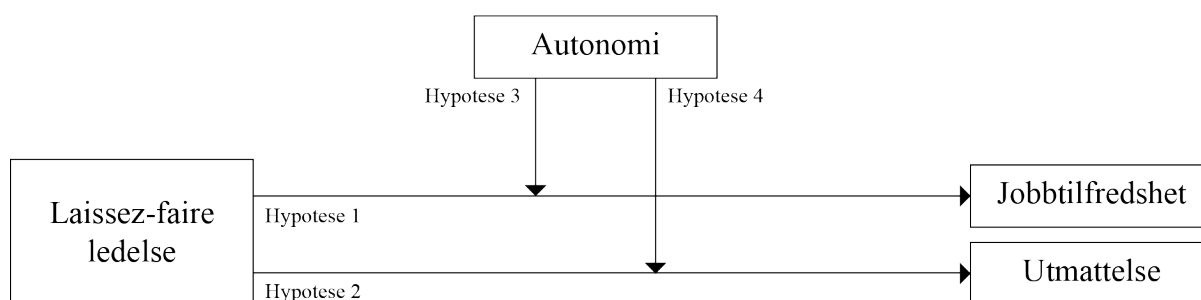 Autonomi
Hypotese 3
Hypotese 4
Laissez-faire
ledelse
Hypotese 1
Jobbtilfredshet
Hypotese 2
Utmattelse